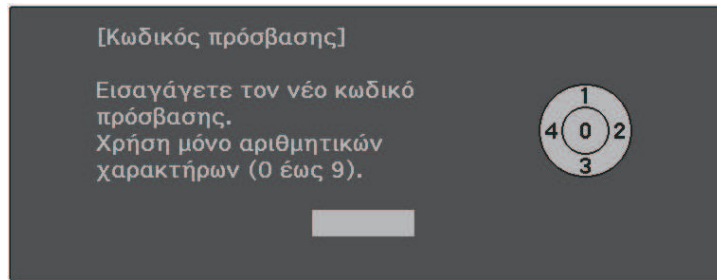 [Κωδικός πρόσβασης]
Εισαγάγετε τον νέο κωδικό
πρόσβασης.
Χρήση μόνο αριθμητικών
χαρακτήρων (0 έως 9).
1
4 0 2
3